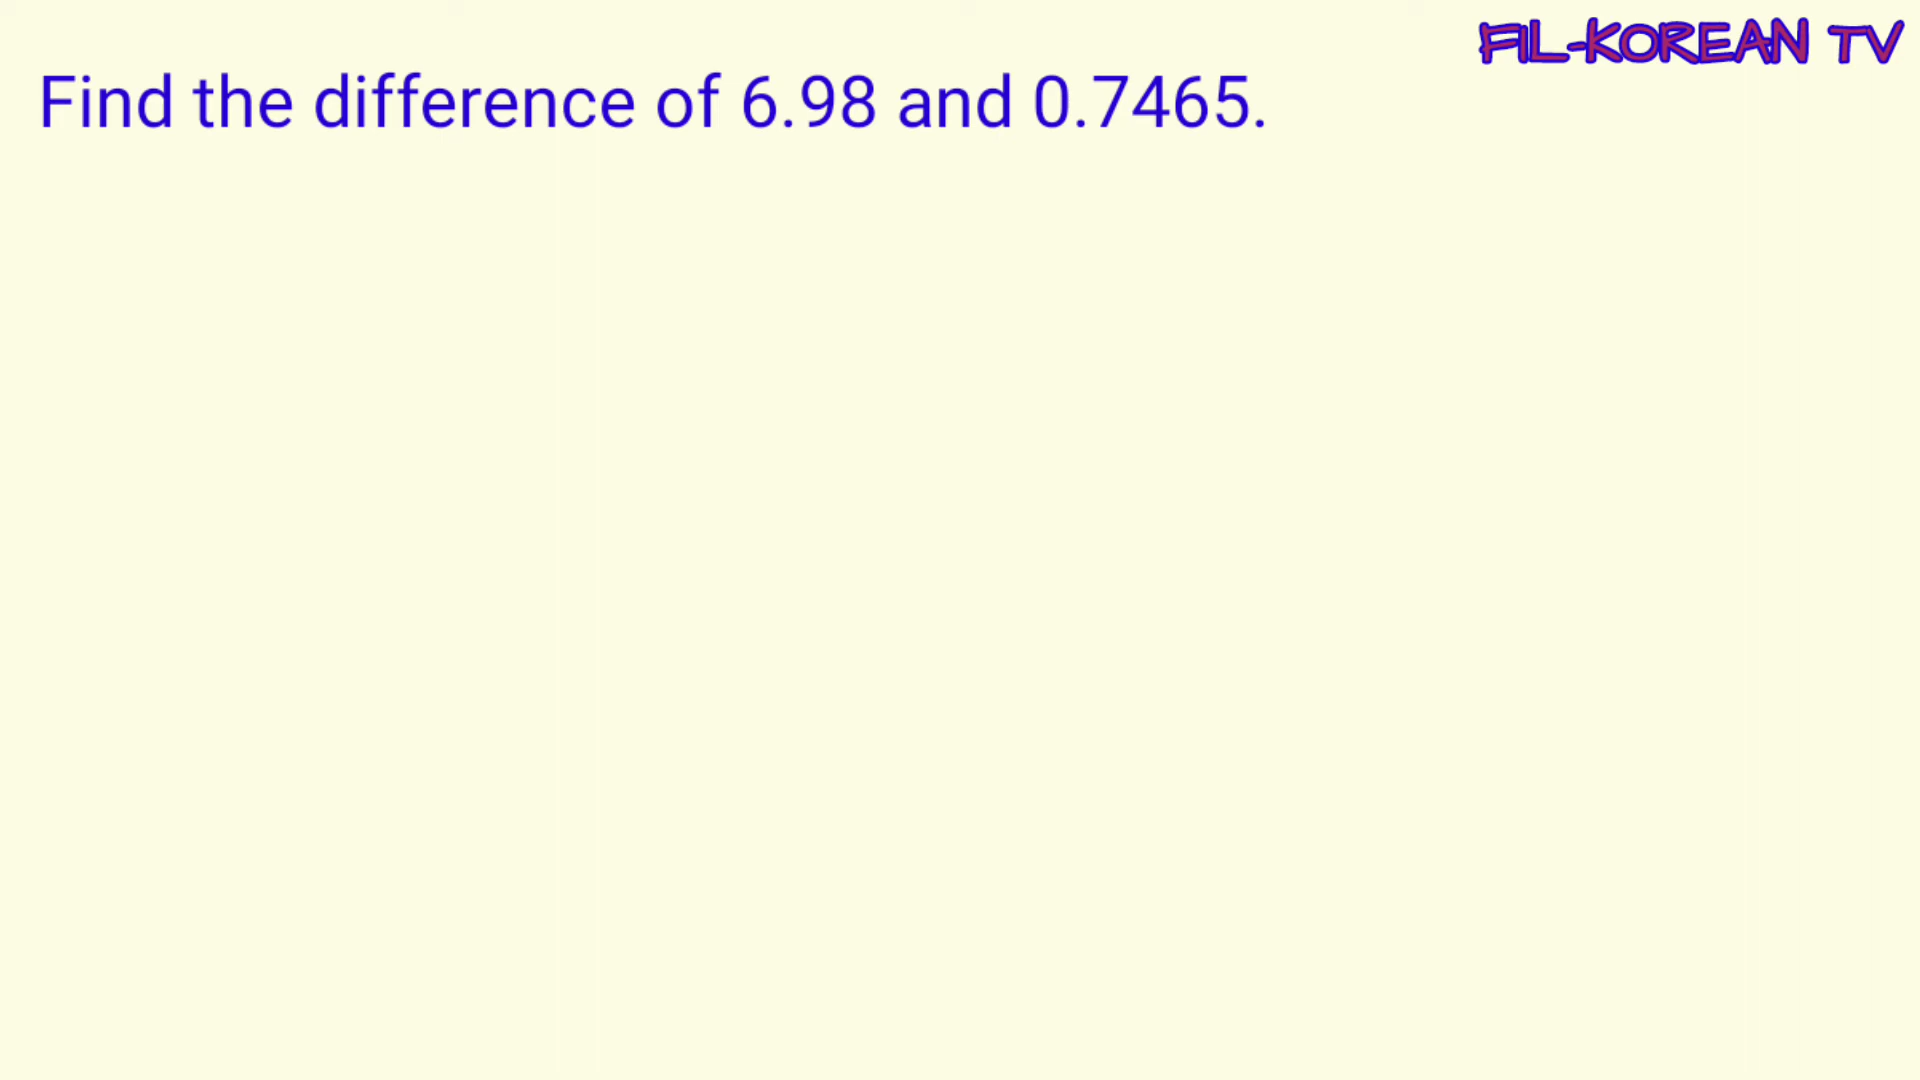 FIL-KOREAN TV
Find the difference of 6.98 and 0.7465.